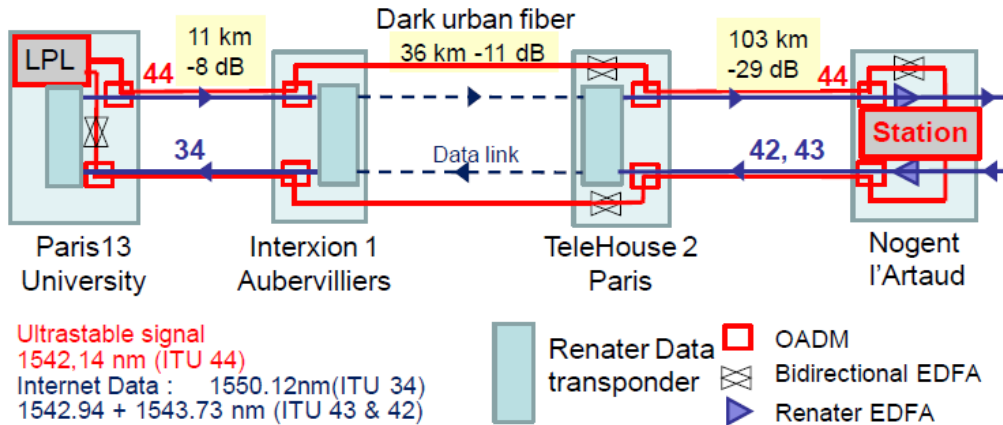 Dark urban fiber
LPL
11 km
-8 dB
36 km -11 dB
103 km
-29 dB
44
44
Station
34
Data link
42, 43
Paris13
University
Interxion 1
Aubervilliers
TeleHouse 2
Paris
Nogent
l'Artaud
Ultrastable signal
1542,14 nm (ITU 44)
Internet Data : 1550.12nm(ITU 34)
1542.94 + 1543.73 nm (ITU 43 & 42)
Renater Data
transponder
OADM
Bidirectional EDFA
Renater EDFA